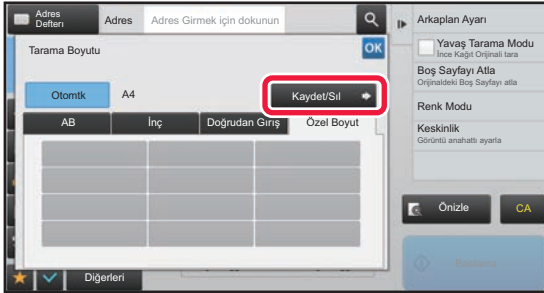 Adres
Defteri
Adres
Adres Girmek için dokunun
Tarama Boyutu
OK
Otomtk
A4
Kaydet/Sıl
AB
İnç
Doğrudan Gırış
Özel Boyut
Diğerleri
Arkaplan Ayarı
Yavaş Tarama Modu
İnce Kağıt Orijinali tara
Boş Sayfayı Atla
Orijinaldeki Boş Sayfayı atla
Renk Modu
Keskinlik
Görüntü anahattı ayarla
Önizle
CA